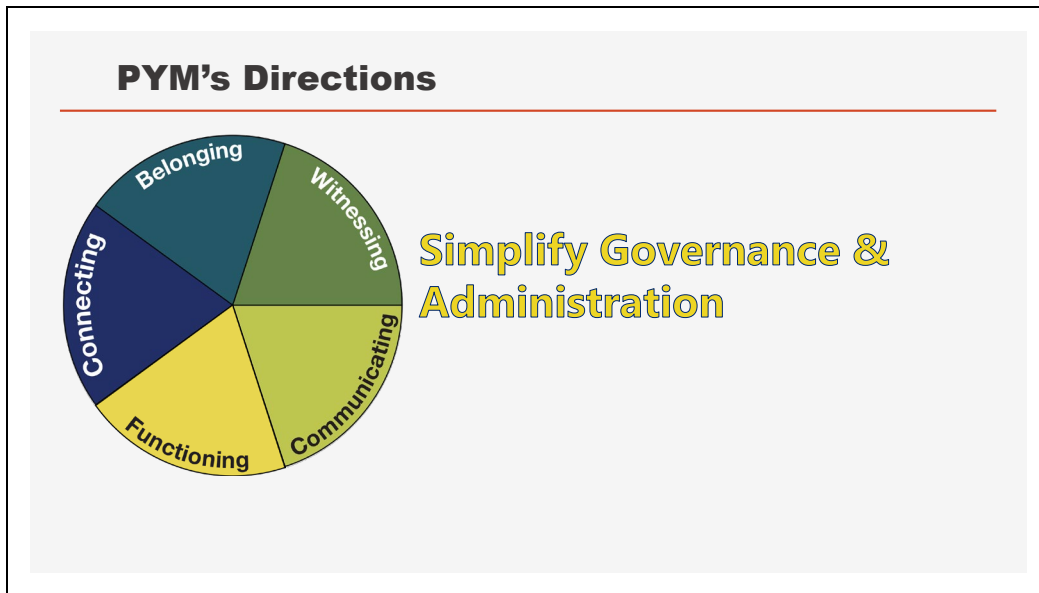 PYM’s Directions
Belonging
Witnessing
Connecting
Simplify Governance &
Administration
Communicating
Functioning